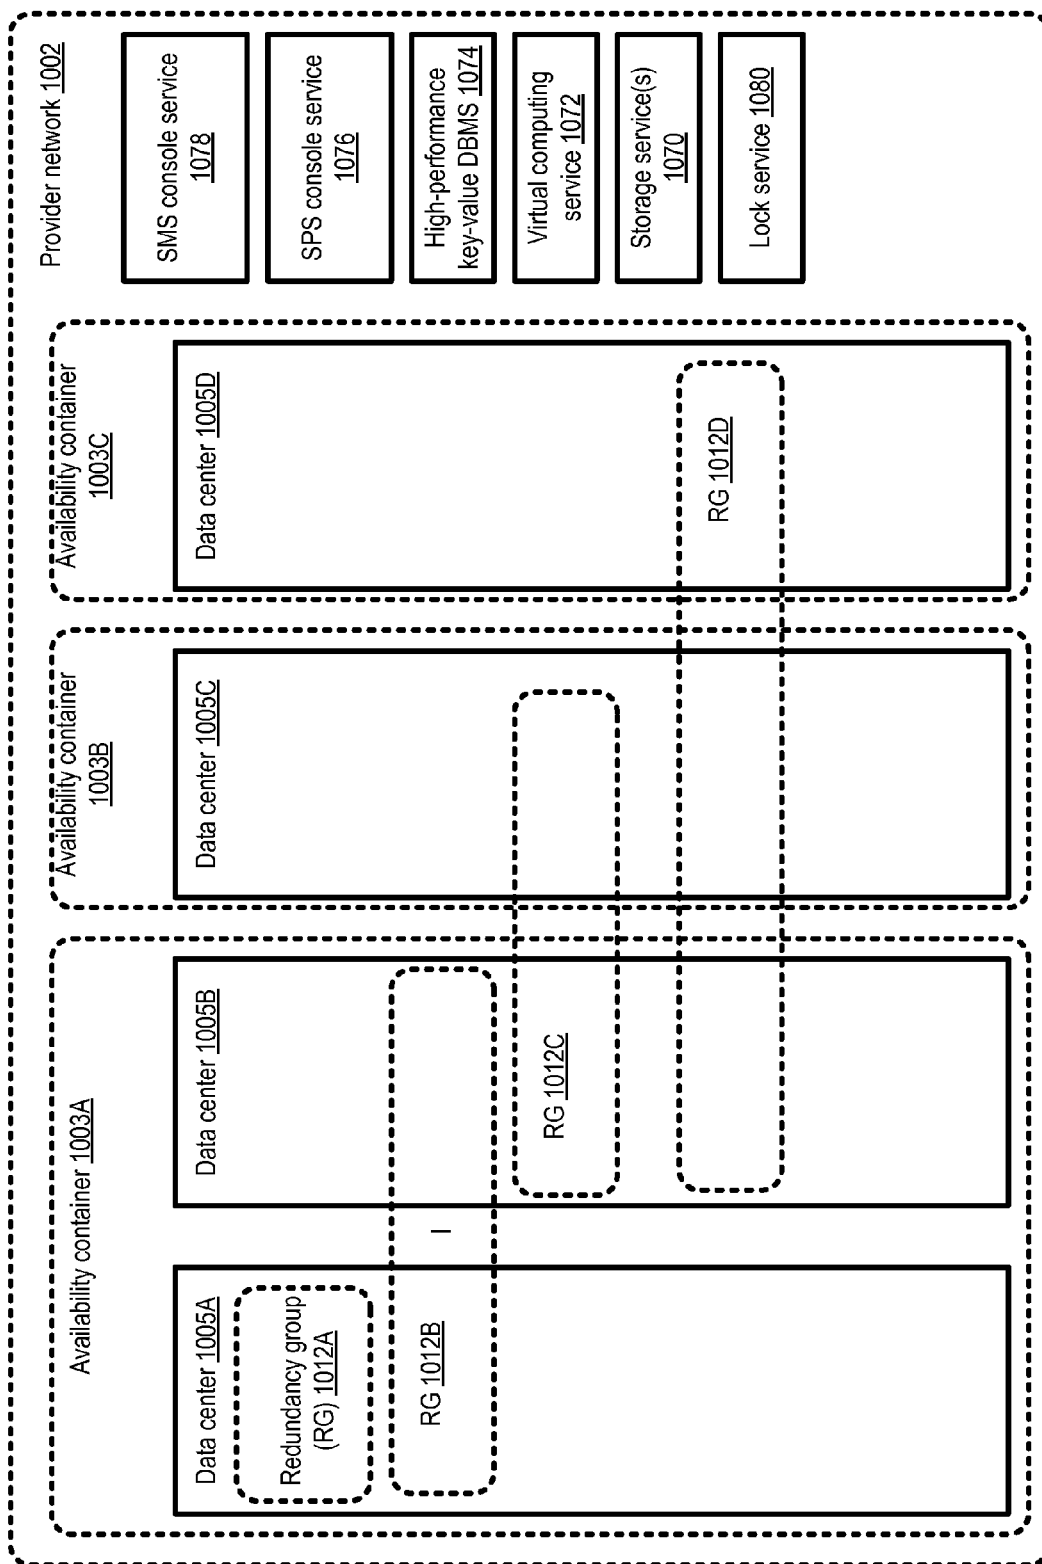 Provider network 1002
Availability container 1003A
Data center 1005A
Redundancy group
(RG) 1012A
RG 1012B
Data center 1005B
RG 1012C
Availability container
1003B
Data center 1005C
Availability container
1003C
Data center 1005D
RG 1012D
SMS console service
1078
SPS console service
1076
High-performance
key-value DBMS 1074
Virtual computing
service 1072
Storage service(s)
1070
Lock service 1080